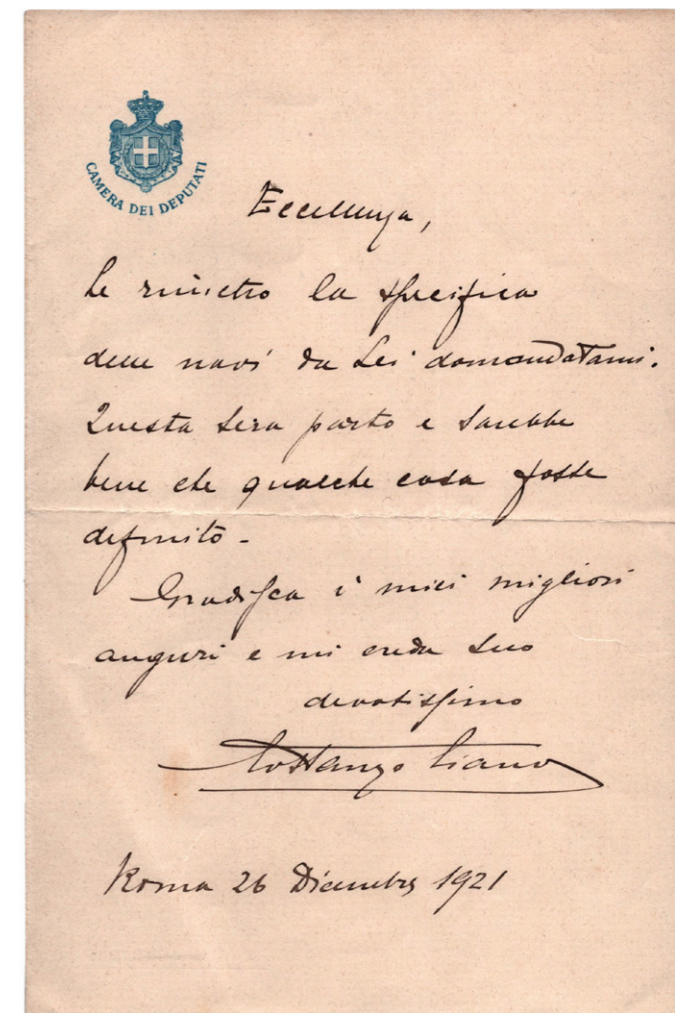 CAMERA DEI DEPUTATI
Eccellenza,
Le rimetto la specifica
delle navi da Lei domandatami.
Questa sera parto e sarebbe
bene che qualche cosa fosse
definito -
Gradisca i miei migliori
auguri e mi creda suo
devotissimo
Costanzo Ciano
Roma 26 Dicembre 1921